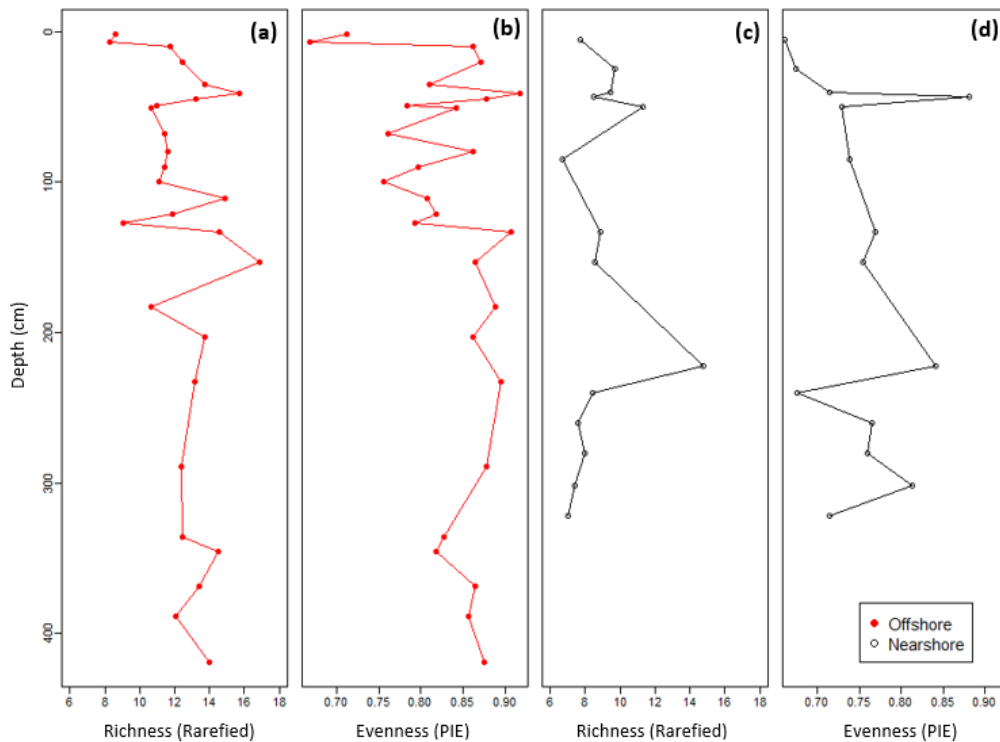 (a) (b) (c) (d)
0
100
200
300
400
Depth (cm)
Offshore
Nearshore
6 8 10 12 14 16 18 0.70 0.75 0.80 0.85 0.90 6 8 10 12 14 16 18 0.70 0.75 0.80 0.85 0.90
Richness (Rarefied) Evenness (PIE) Richness (Rarefied) Evenness (PIE)